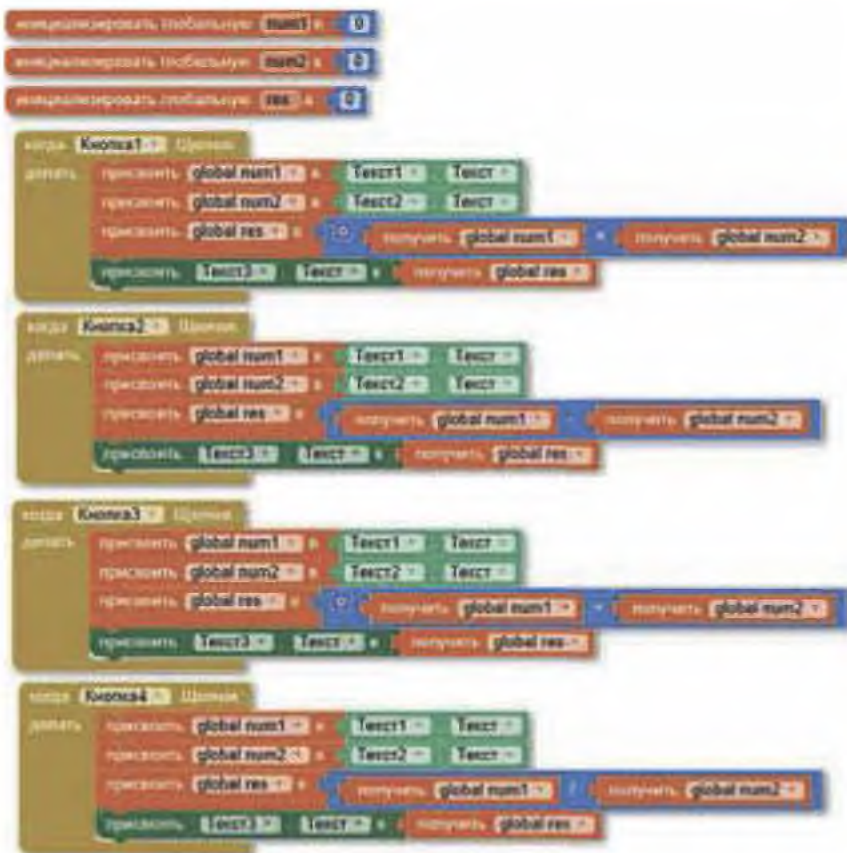 инициализировать глобальную num1 в 0
инициализировать глобальную num2 в 0
инициализировать глобальную res в 0
когда Кнопка1 Щелчок
делать присвоить global num1 в Текст1 Текст
присвоить global num2 в Текст2 Текст
присвоить global res в получить global num1 + получить global num2
присвоить Текст3 Текст в получить global res
когда Кнопка2 Щелчок
делать присвоить global num1 в Текст1 Текст
присвоить global num2 в Текст2 Текст
присвоить global res в получить global num1 - получить global num2
присвоить Текст3 Текст в получить global res
когда Кнопка3 Щелчок
делать присвоить global num1 в Текст1 Текст
присвоить global num2 в Текст2 Текст
присвоить global res в получить global num1 получить global num2
присвоить Текст3 Текст в получить global res
когда Кнопка4 Щелчок
делать присвоить global num1 в Текст1 Текст
присвоить global num2 в Текст2 Текст
присвоить global res в получить global num1 / получить global num2
присвоить Текст3 Текст в получить global res